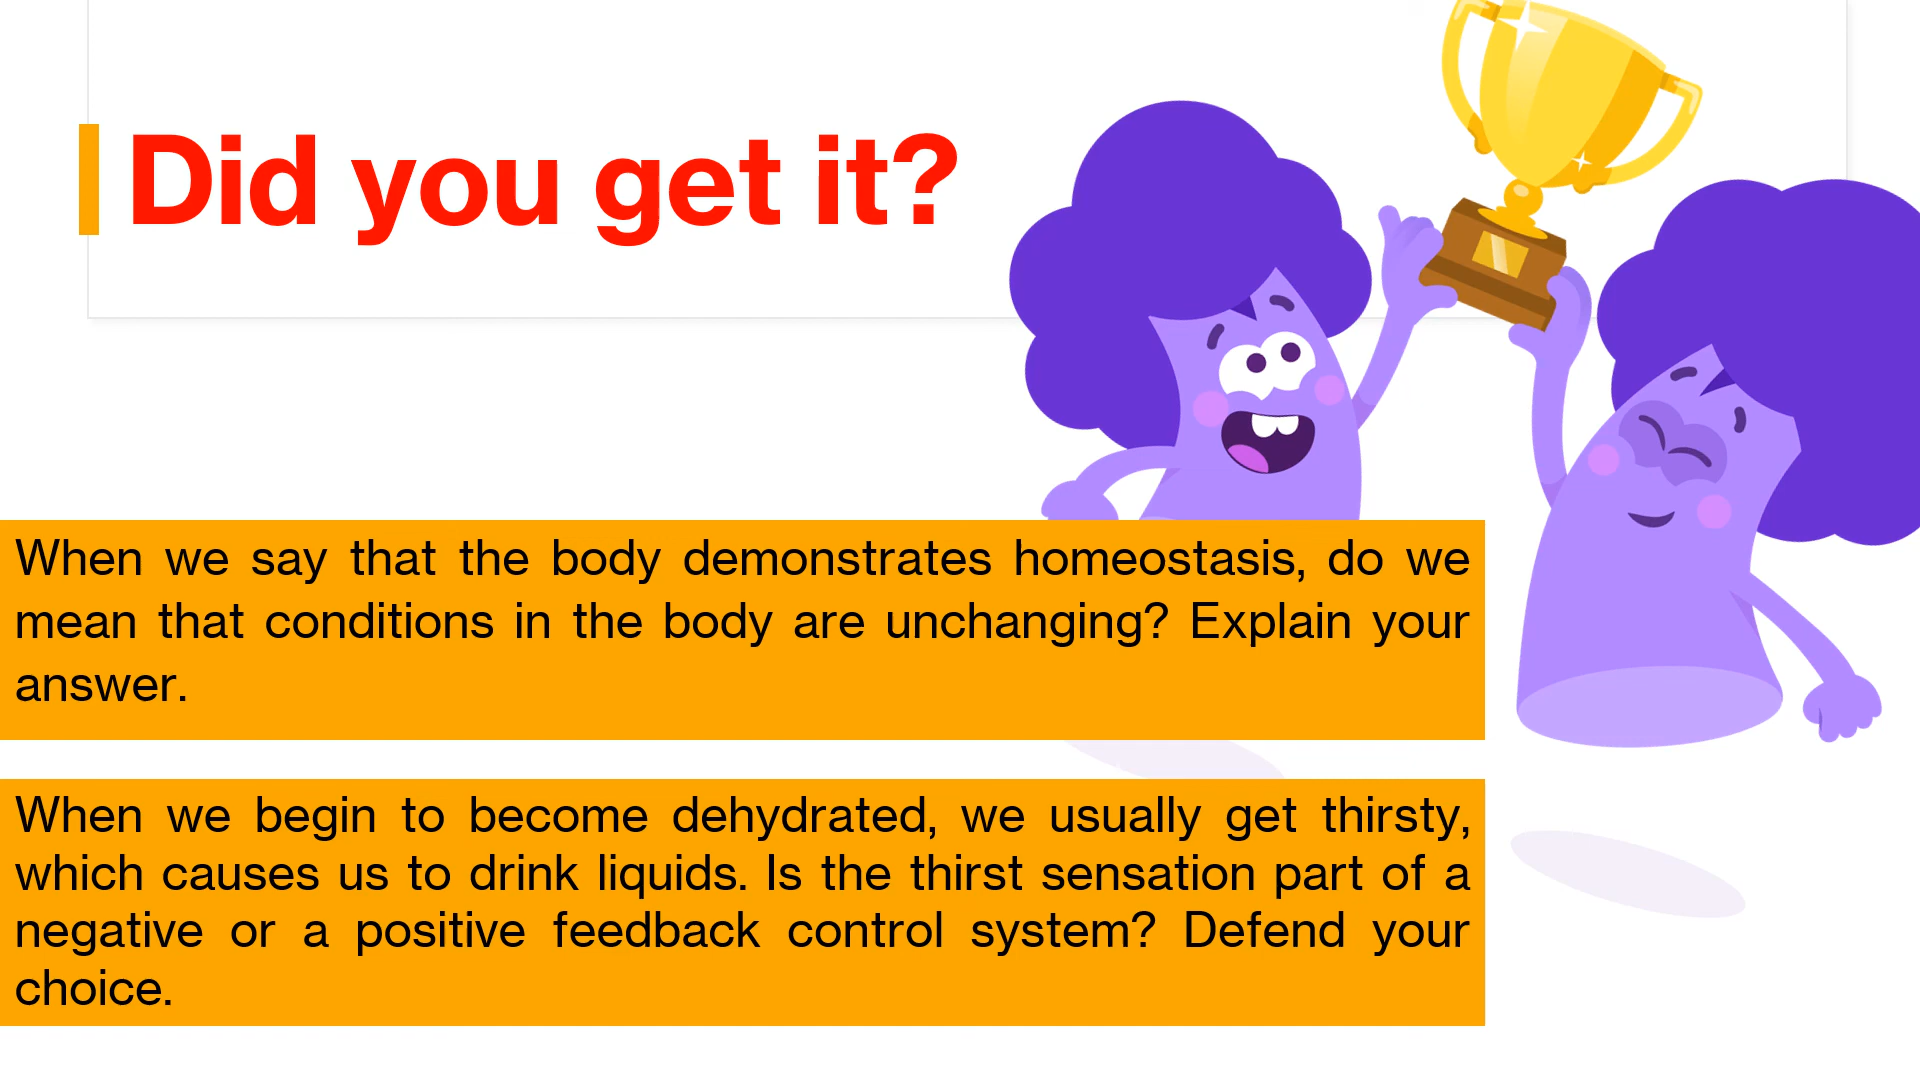 Did you get it?
When we say that the body demonstrates homeostasis, do we
mean that conditions in the body are unchanging? Explain your
answer.
When we begin to become dehydrated, we usually get thirsty,
which causes us to drink liquids. Is the thirst sensation part of a
negative or a positive feedback control system? Defend your
choice.